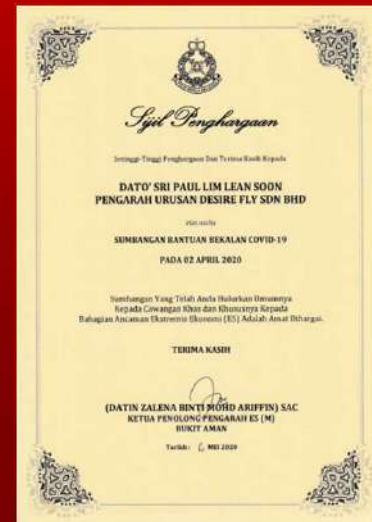 Sijil Penghargaan
Setinggi-Tinggi Penghargaan Dan Terima Kasih Kepada
DATO' SRI PAUL LIM LEAN SOON
PENGARAH URUSAN DESIRE FLY SDN BHD
atas usaha
SUMBANGAN BANTUAN BEKALAN COVID-19
PADA 02 APRIL 2020
Sumbangan Yang Telah Anda Hulurkan Umumnya
Kepada Cawangan Khas dan Khususnya Kepada
Bahagian Ancaman Ekstremis Ekonomi (E5) Adalah Amat Dihargai.
TERIMA KASIH
(DATIN ZALENA BINTI MOHD ARIFFIN) SAC
KETUA PENOLONG PENGARAH E5 (M)
BUKIT AMAN
Tarikh : 6 MEI 2020